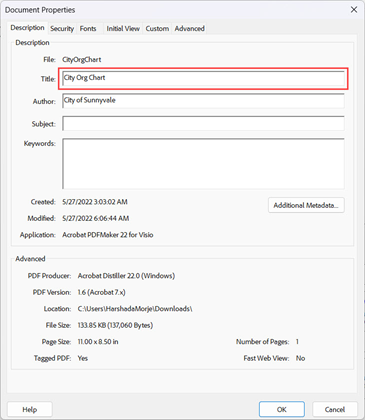 Document Properties
Description Security Fonts Initial View Custom Advanced
Description
File: CityOrgChart
Title: City Org Chart
Author: City of Sunnyvale
Subject:
Keywords:
Created: 5/27/2022 3:03:02 AM
Modified: 5/27/2022 6:06:44 AM
Application: Acrobat PDFMaker 22 for Visio
Additional Metadata...
Advanced
PDF Producer: Acrobat Distiller 22.0 (Windows)
PDF Version: 1.6 (Acrobat 7.x)
Location: C:\Users\HarshadaMorje\Downloads\
File Size: 133.85 KB (137,060 Bytes)
Page Size: 11.00 x 8.50 in Number of Pages: 1
Tagged PDF: Yes Fast Web View: No
Help OK Cancel